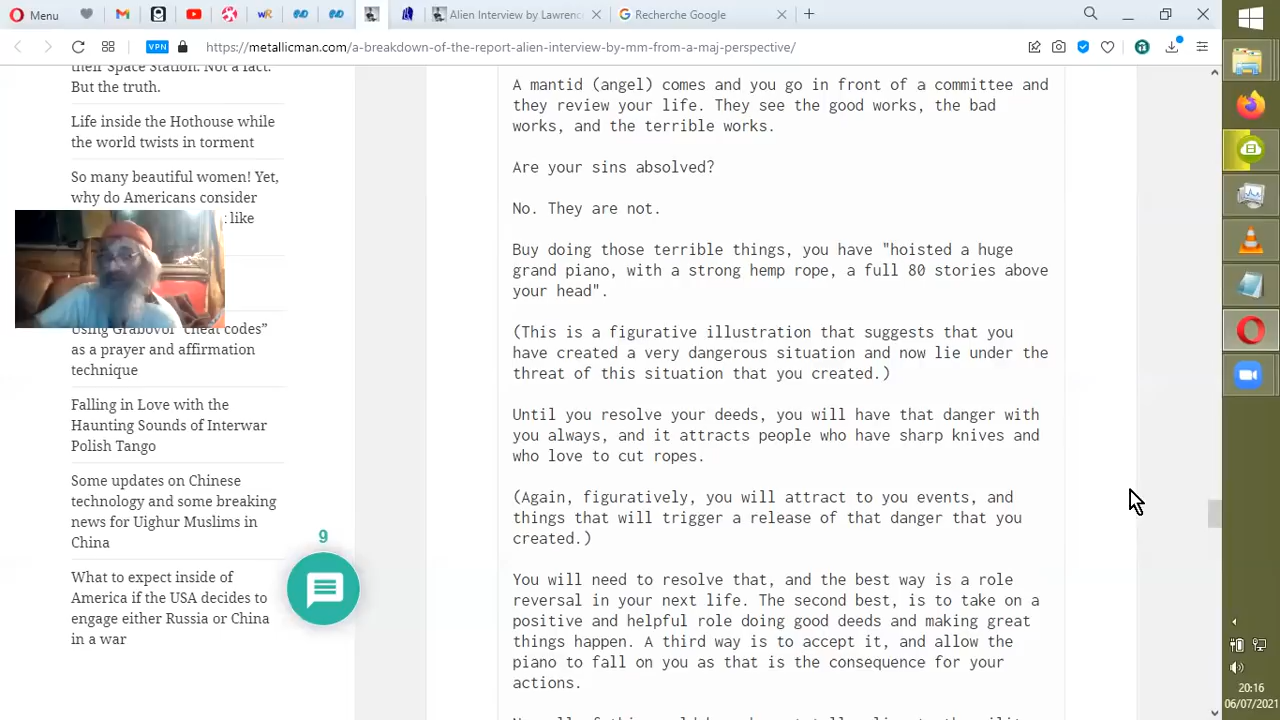 Menu
Alien Interview by Lawrenc
Recherche Google
VPN
https://metallicman.com/a-breakdown-of-the-report-alien-interview-by-mm-from-a-maj-perspective/
their Space Station. Not a fact.
But the truth.
Life inside the Hothouse while
the world twists in torment
So many beautiful women! Yet,
why do Americans consider
like
Using Grabovoi “cheat codes”
as a prayer and affirmation
technique
Falling in Love with the
Haunting Sounds of Interwar
Polish Tango
Some updates on Chinese
technology and some breaking
news for Uighur Muslims in
China
What to expect inside of
America if the USA decides to
engage either Russia or China
in a war
9
A mantid (angel) comes and you go in front of a committee and
they review your life. They see the good works, the bad
works, and the terrible works.
Are your sins absolved?
No. They are not.
Buy doing those terrible things, you have "hoisted a huge
grand piano, with a strong hemp rope, a full 80 stories above
your head".
(This is a figurative illustration that suggests that you
have created a very dangerous situation and now lie under the
threat of this situation that you created.)
Until you resolve your deeds, you will have that danger with
you always, and it attracts people who have sharp knives and
who love to cut ropes.
(Again, figuratively, you will attract to you events, and
things that will trigger a release of that danger that you
created.)
You will need to resolve that, and the best way is a role
reversal in your next life. The second best, is to take on a
positive and helpful role doing good deeds and making great
things happen. A third way is to accept it, and allow the
piano to fall on you as that is the consequence for your
actions.
20:16
06/07/2021